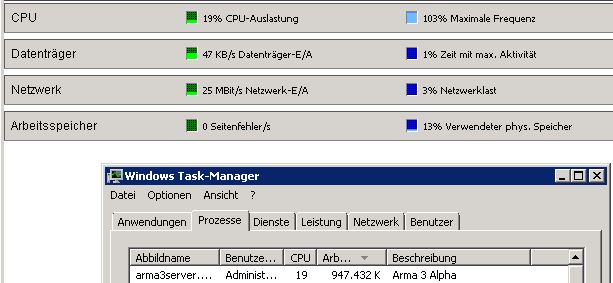 CPU 19% CPU-Auslastung 103% Maximale Frequenz
Datenträger 47 KB/s Datenträger-E/A 1% Zeit mit max. Aktivität
Netzwerk 25 MBit/s Netzwerk-E/A 3% Netzwerklast
Arbeitsspeicher 0 Seitenfehler/s 13% Verwendeter phys. Speicher
Windows Task-Manager
Datei Optionen Ansicht ?
Anwendungen Prozesse Dienste Leistung Netzwerk Benutzer
Abbildname Benutze... CPU Arb... Beschreibung
arma3server.... Administ... 19 947.432 K Arma 3 Alpha